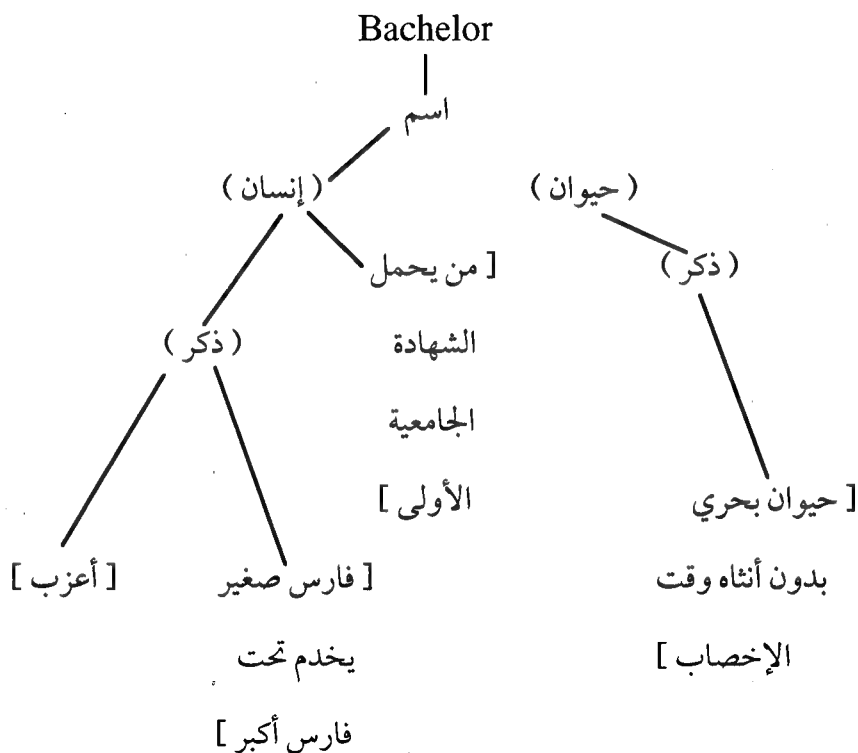 Bachelor
اسم
(حيوان) (إنسان)
(ذكر) [من يحمل
الشهادة (ذكر)
الجامعية
[حيوان بحري الأولى]
بدون أنثاه وقت [فارس صغير [أعزب]
الإخصاب] يخدم تحت
فارس أكبر]